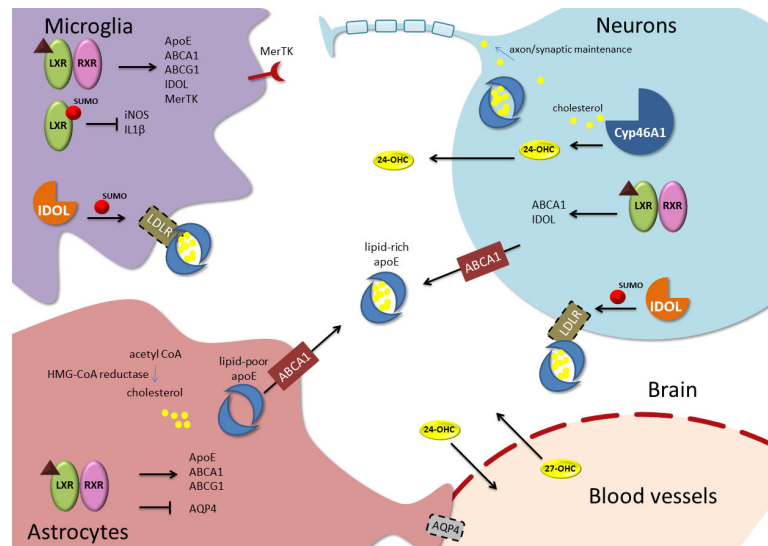 Microglia
LXR
RXR
ApoE
ABCA1
ABCG1
IDOL
MerTK
MerTK
SUMO
LXR
iNOS
IL1β
IDOL
SUMO
LDLR
Neurons
axon/synaptic maintenance
cholesterol
Cyp46A1
24-OHC
24-OHC
ABCA1
IDOL
LXR
RXR
lipid-rich
apoE
ABCA1
SUMO
IDOL
LDLR
acetyl CoA
HMG-CoA reductase
cholesterol
lipid-poor
apoE
ABCA1
LXR
RXR
ApoE
ABCA1
ABCG1
AQP4
Astrocytes
Brain
24-OHC
27-OHC
Blood vessels
AQP4